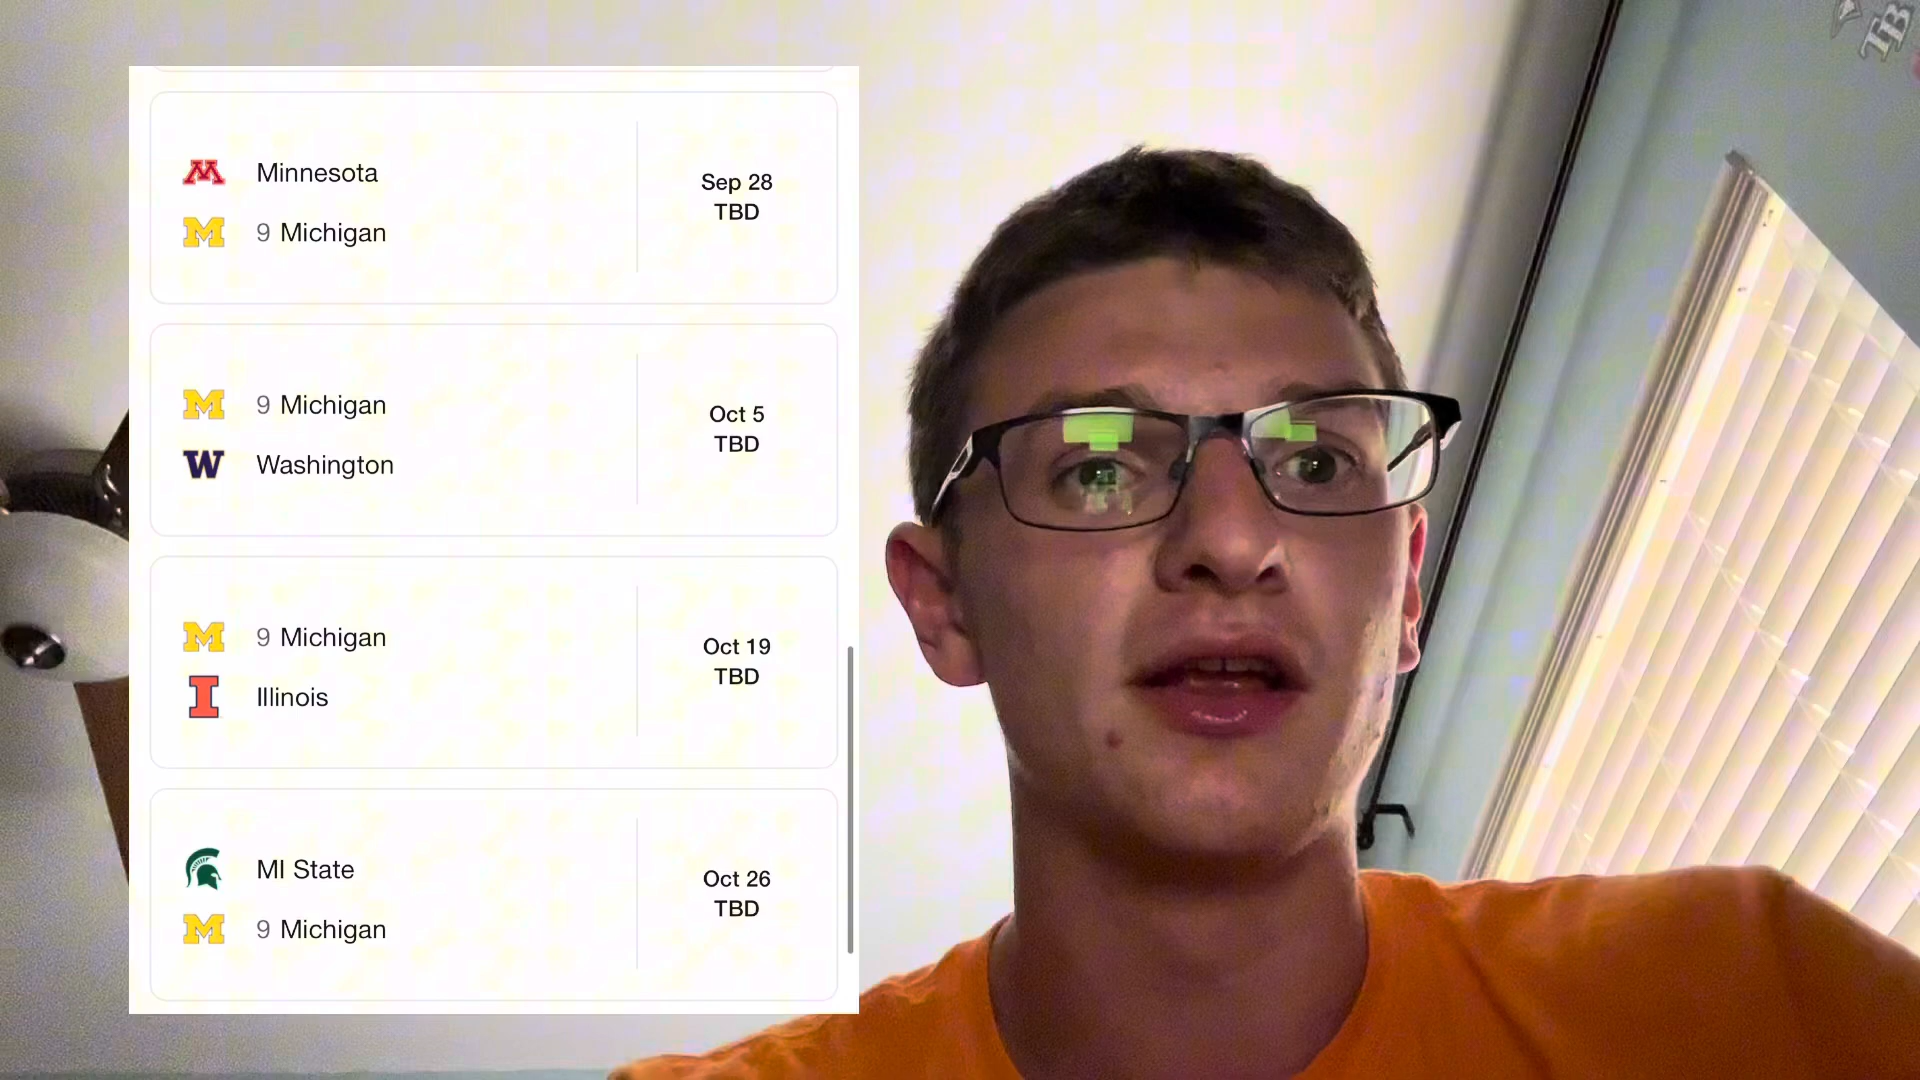 Minnesota
9 Michigan
Sep 28
TBD
9 Michigan
Washington
Oct 5
TBD
9 Michigan
Illinois
Oct 19
TBD
MI State
9 Michigan
Oct 26
TBD
TB